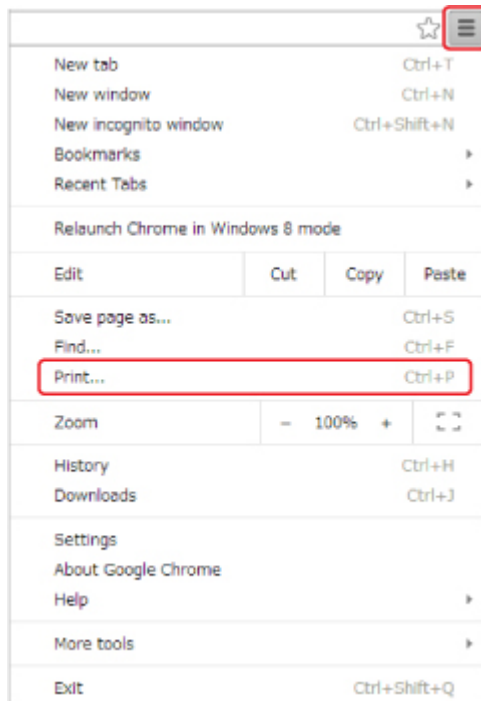 New tab Ctrl+T
New window Ctrl+N
New incognito window Ctrl+Shift+N
Bookmarks
Recent Tabs
Relaunch Chrome in Windows 8 mode
Edit Cut Copy Paste
Save page as... Ctrl+S
Find... Ctrl+F
Print... Ctrl+P
Zoom - 100% +
History Ctrl+H
Downloads Ctrl+J
Settings
About Google Chrome
Help
More tools
Exit Ctrl+Shift+Q